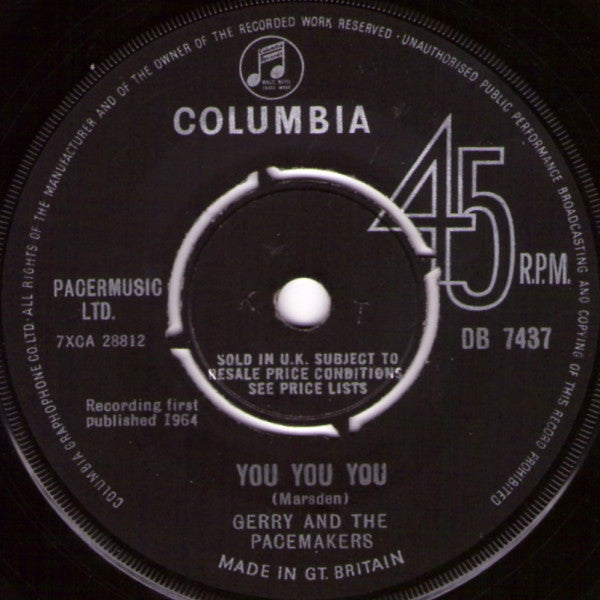 COLUMBIA GRAPHOPHONE CO. LTD · ALL RIGHTS OF THE MANUFACTURER AND OF THE OWNER OF THE RECORDED WORK RESERVED · UNAUTHORISED PUBLIC PERFORMANCE BROADCASTING AND COPYING OF THIS RECORD PROHIBITED
COLUMBIA
45
R.P.M.
PACERMUSIC
LTD.
7XCA 28812
DB 7437
K T
SOLD IN U.K. SUBJECT TO
RESALE PRICE CONDITIONS
SEE PRICE LISTS
Recording first
published 1964
YOU YOU YOU
(Marsden)
GERRY AND THE
PACEMAKERS
MADE IN GT. BRITAIN